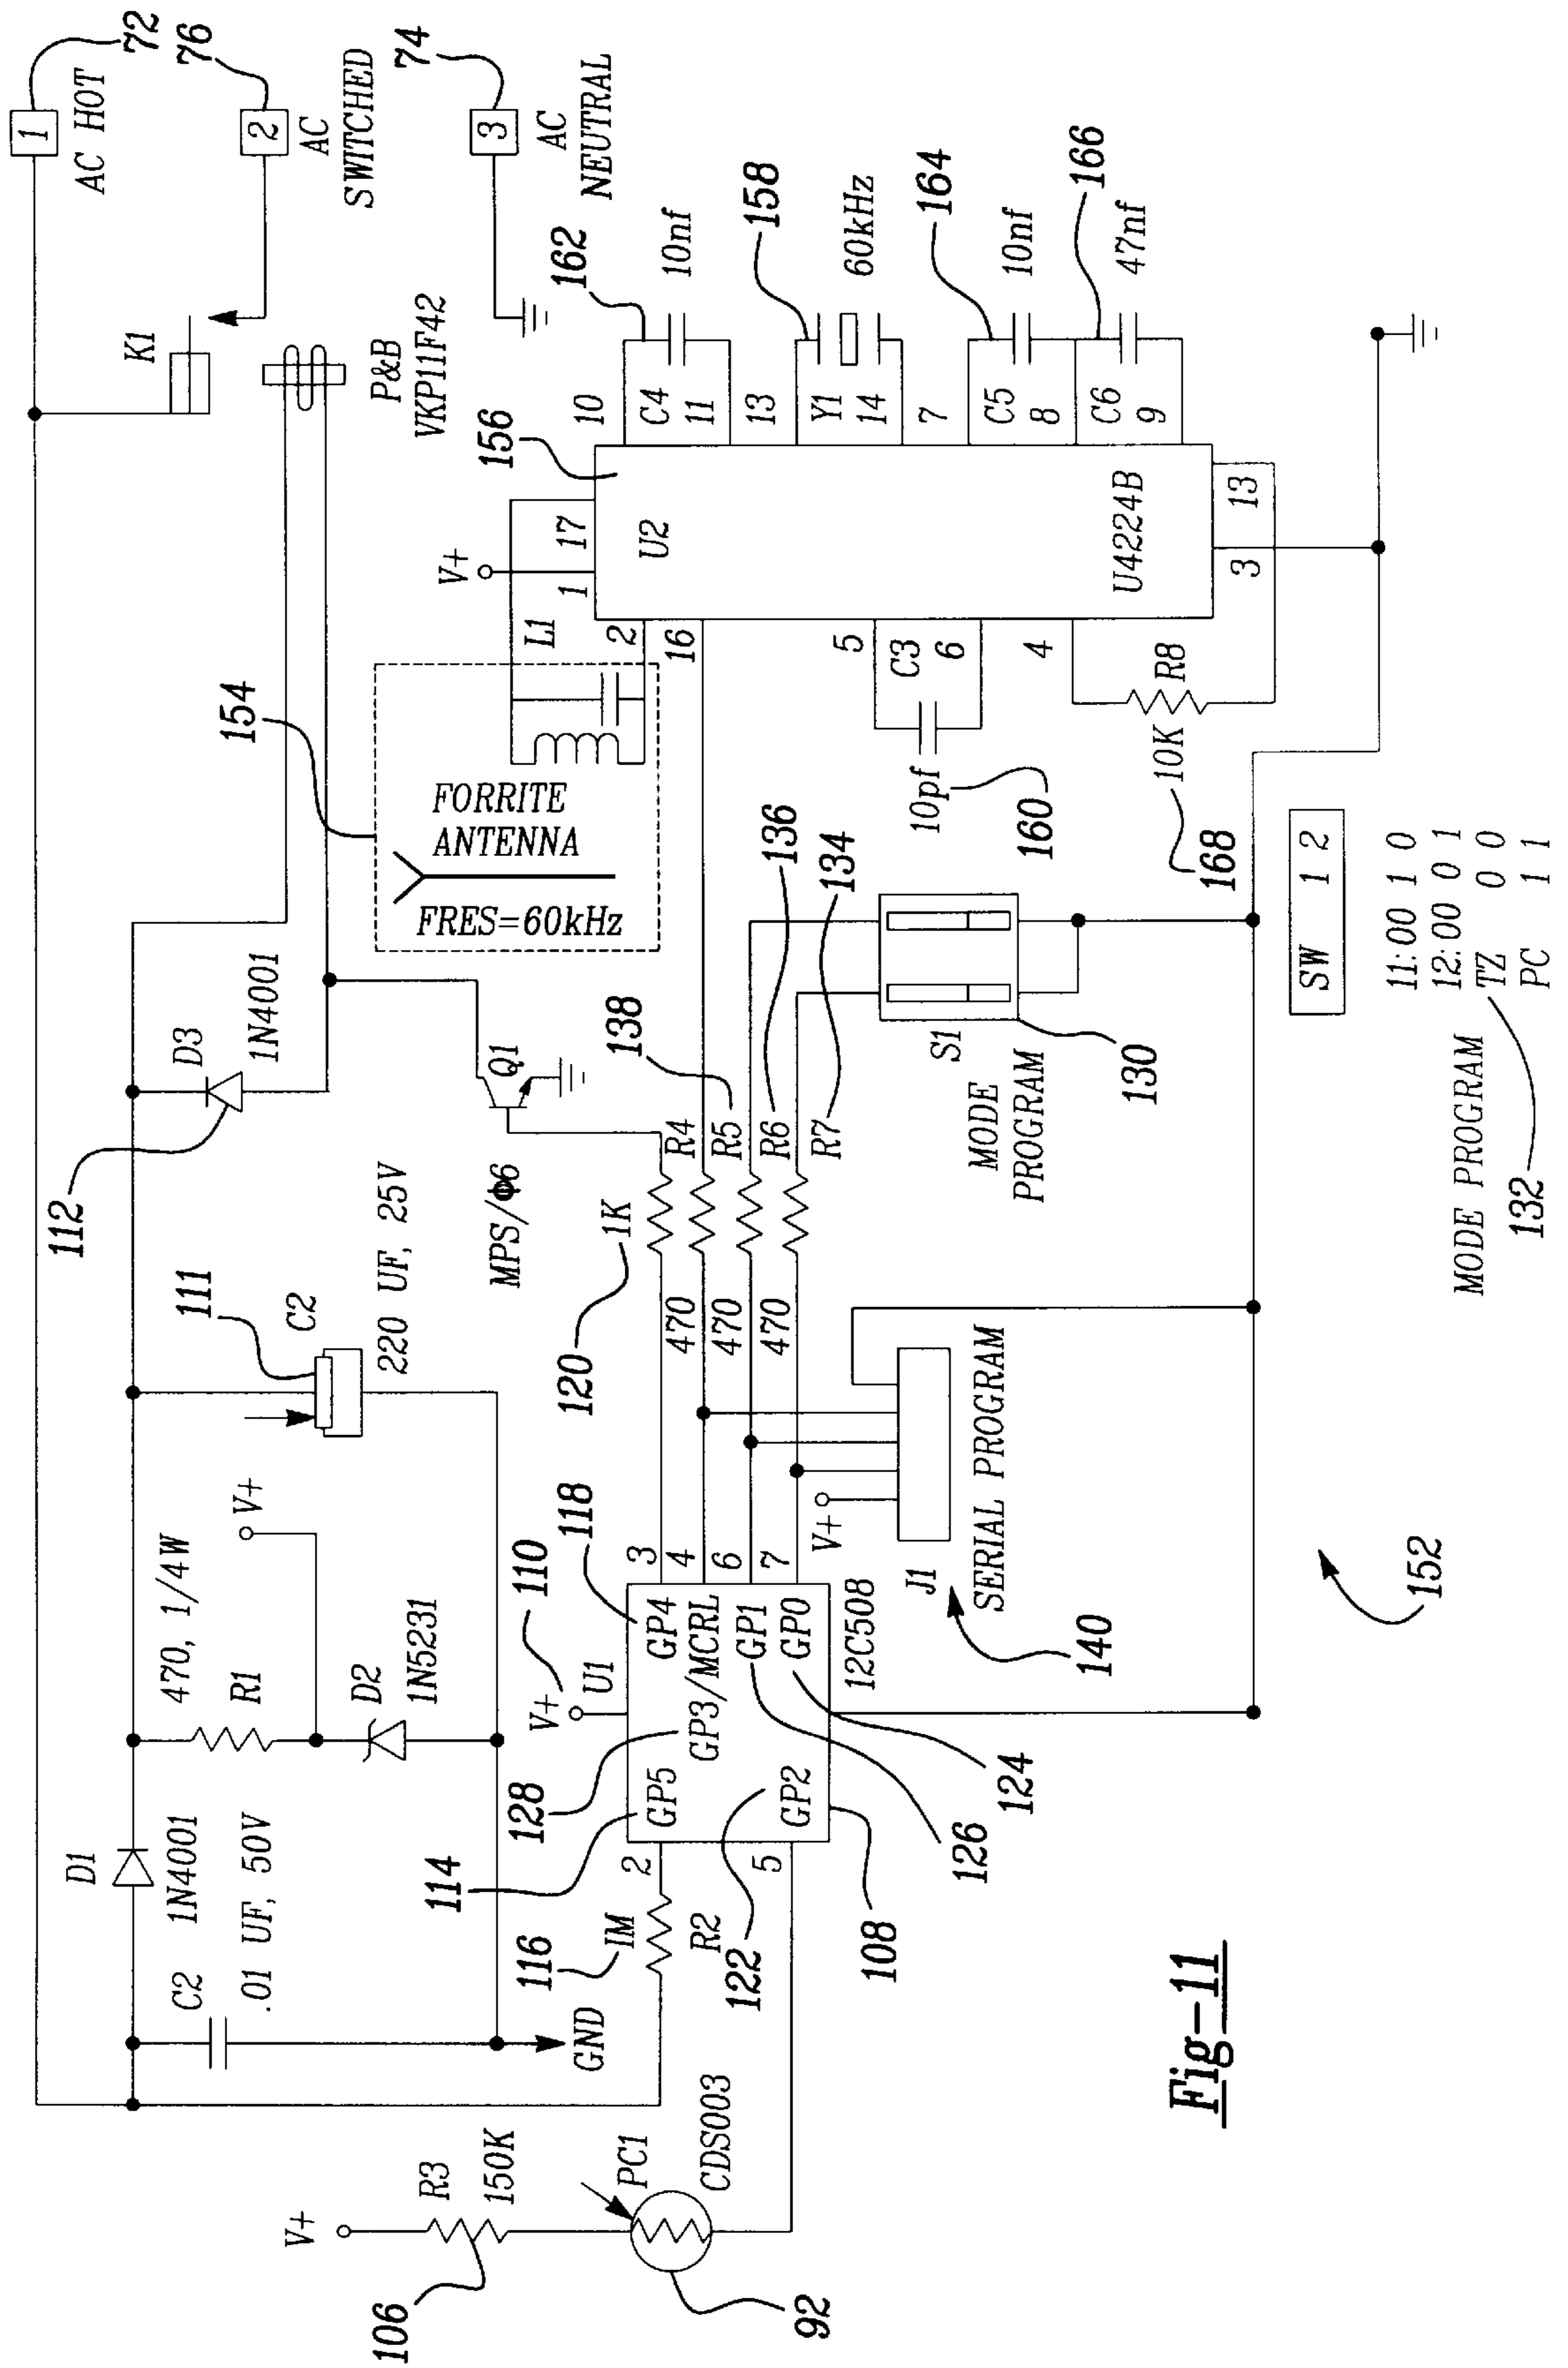 72
1
AC HOT
76
2
AC
SWITCHED
74
3
AC
NEUTRAL
K1
P&B
VKP11F42
154
112
D3
1N4001
111
C2
220 UF, 25V
470, 1/4W
R1
V+
D2
1N5231
D1
1N4001
C2
.01 UF, 50V
GND
V+
R3
150K
106
PC1
CDS003
92
116
1M
R2
2
5
114
128
110
V+
U1
118
GP5
GP4
GP3/MCRL
GP1
GP2
GP0
122
108
126
124
12C508
3
4
6
7
120
1K
470
470
470
R4
R5
R6
R7
138
136
134
MPS/Φ6
Q1
FORRITE
ANTENNA
FRES=60kHz
L1
V+
1
17
2
16
156
U2
U4224B
10
C4
11
162
10nf
13
Y1
14
158
60kHz
7
C5
8
164
10nf
C6
9
166
47nf
5
C3
6
10pf
160
4
R8
10K
168
3
13
V+
J1
SERIAL PROGRAM
140
S1
MODE
PROGRAM
130
SW 1 2
11:00 1 0
12:00 0 1
TZ 0 0
PC 1 1
MODE PROGRAM
132
152
Fig-11